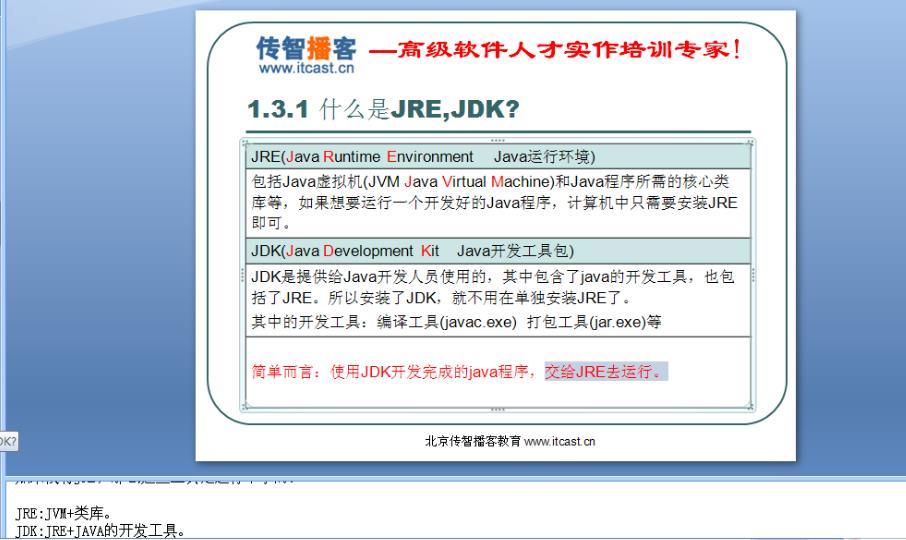 传智播客 —高级软件人才实作培训专家!
www.itcast.cn
1.3.1 什么是JRE,JDK?
JRE(Java Runtime Environment Java运行环境)
包括Java虚拟机(JVM Java Virtual Machine)和Java程序所需的核心类
库等，如果想要运行一个开发好的Java程序，计算机中只需要安装JRE
即可。
JDK(Java Development Kit Java开发工具包)
JDK是提供给Java开发人员使用的，其中包含了java的开发工具，也包
括了JRE。所以安装了JDK，就不用在单独安装JRE了。
其中的开发工具：编译工具(javac.exe) 打包工具(jar.exe)等
简单而言：使用JDK开发完成的java程序，交给JRE去运行。
北京传智播客教育 www.itcast.cn
DK?
JRE:JVM+类库。
JDK:JRE+JAVA的开发工具。